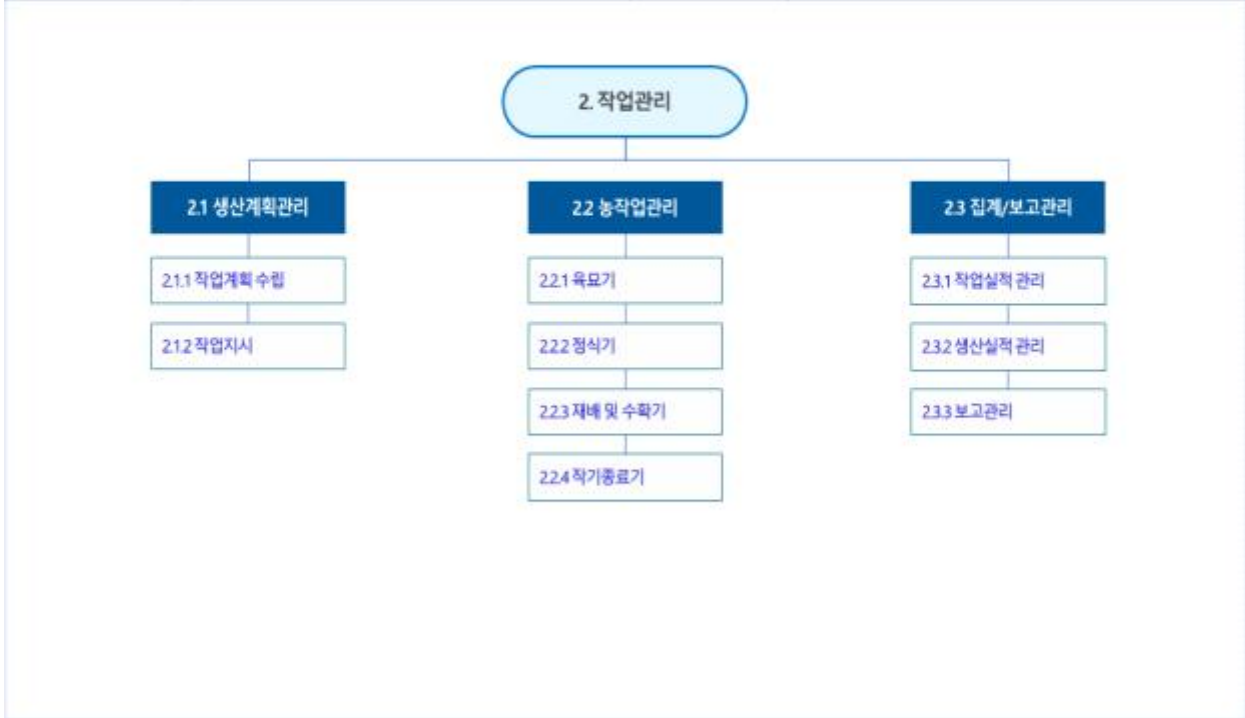 2. 작업관리
2.1 생산계획관리
2.1.1 작업계획 수립
2.1.2 작업지시
2.2 농작업관리
2.2.1 육묘기
2.2.2 정식기
2.2.3 재배 및 수확기
2.2.4 작기종료기
2.3 집계/보고관리
2.3.1 작업실적 관리
2.3.2 생산실적 관리
2.3.3 보고관리